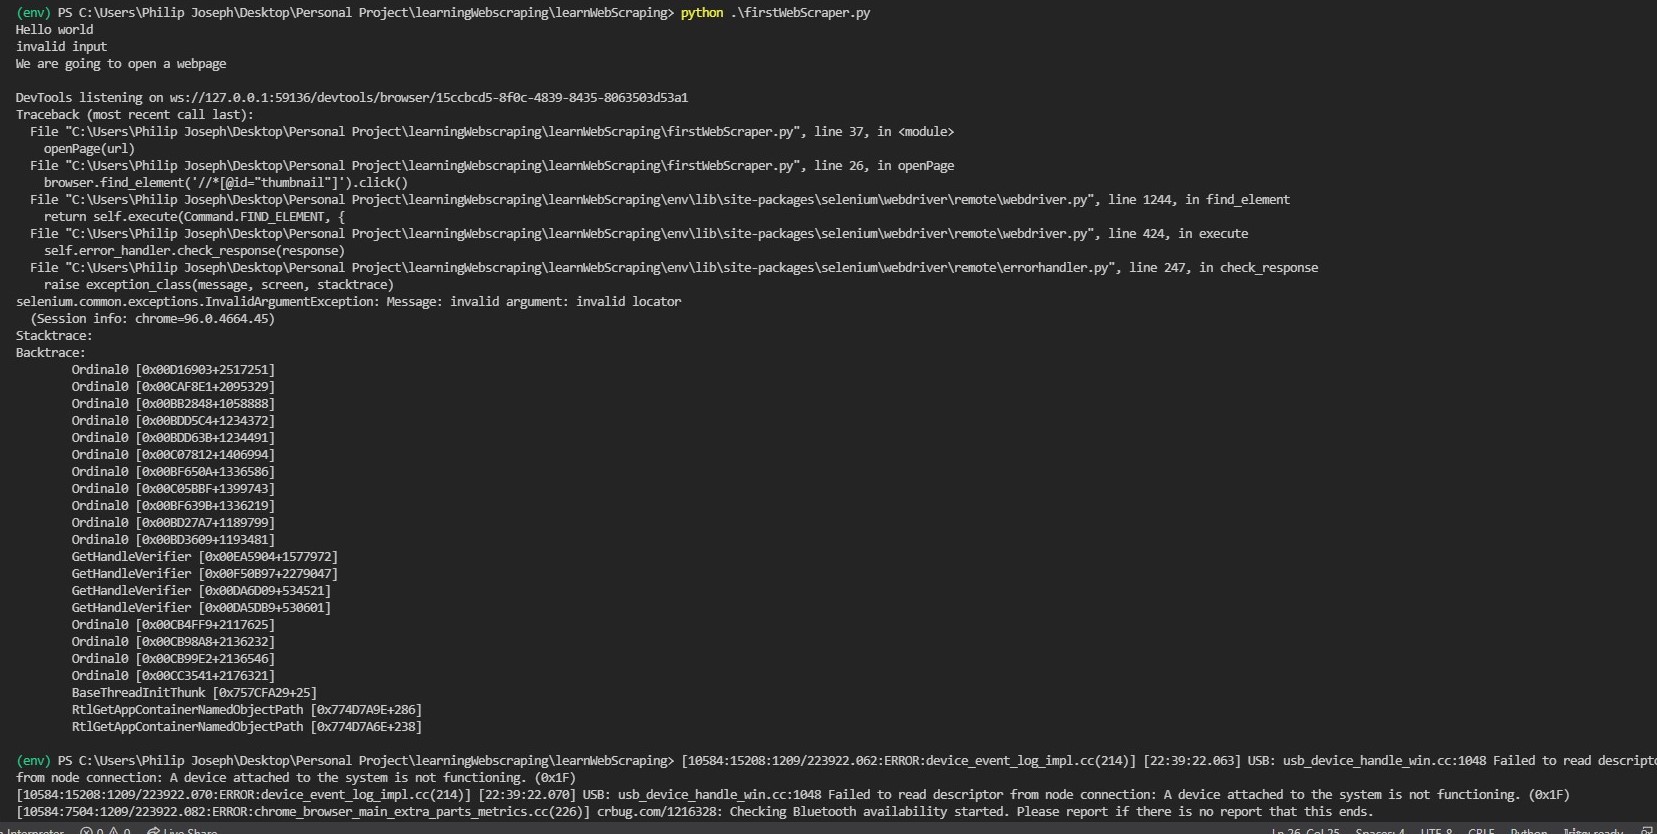 (env) PS C:\Users\Philip Joseph\Desktop\Personal Project\learningWebscraping\learnWebScraping> python .\firstWebScraper.py
Hello world
invalid input
We are going to open a webpage
DevTools listening on ws://127.0.0.1:59136/devtools/browser/15ccbcd5-8f0c-4839-8435-8063503d53a1
Traceback (most recent call last):
  File "C:\Users\Philip Joseph\Desktop\Personal Project\learningWebscraping\learnWebScraping\firstWebScraper.py", line 37, in <module>
    openPage(url)
  File "C:\Users\Philip Joseph\Desktop\Personal Project\learningWebscraping\learnWebScraping\firstWebScraper.py", line 26, in openPage
    browser.find_element('//*[@id="thumbnail"]').click()
  File "C:\Users\Philip Joseph\Desktop\Personal Project\learningWebscraping\learnWebScraping\env\lib\site-packages\selenium\webdriver\remote\webdriver.py", line 1244, in find_element
    return self.execute(Command.FIND_ELEMENT, {
  File "C:\Users\Philip Joseph\Desktop\Personal Project\learningWebscraping\learnWebScraping\env\lib\site-packages\selenium\webdriver\remote\webdriver.py", line 424, in execute
    self.error_handler.check_response(response)
  File "C:\Users\Philip Joseph\Desktop\Personal Project\learningWebscraping\learnWebScraping\env\lib\site-packages\selenium\webdriver\remote\errorhandler.py", line 247, in check_response
    raise exception_class(message, screen, stacktrace)
selenium.common.exceptions.InvalidArgumentException: Message: invalid argument: invalid locator
  (Session info: chrome=96.0.4664.45)
Stacktrace:
Backtrace:
        Ordinal0 [0x00D16903+2517251]
        Ordinal0 [0x00CAF8E1+2095329]
        Ordinal0 [0x00BB2848+1058888]
        Ordinal0 [0x00BDD5C4+1234372]
        Ordinal0 [0x00BDD63B+1234491]
        Ordinal0 [0x00C07812+1406994]
        Ordinal0 [0x00BF650A+1336586]
        Ordinal0 [0x00C05BBF+1399743]
        Ordinal0 [0x00BF639B+1336219]
        Ordinal0 [0x00BD27A7+1189799]
        Ordinal0 [0x00BD3609+1193481]
        GetHandleVerifier [0x00EA5904+1577972]
        GetHandleVerifier [0x00F50B97+2279047]
        GetHandleVerifier [0x00DA6D09+534521]
        GetHandleVerifier [0x00DA5DB9+530601]
        Ordinal0 [0x00CB4FF9+2117625]
        Ordinal0 [0x00CB98A8+2136232]
        Ordinal0 [0x00CB99E2+2136546]
        Ordinal0 [0x00CC3541+2176321]
        BaseThreadInitThunk [0x757CFA29+25]
        RtlGetAppContainerNamedObjectPath [0x774D7A9E+286]
        RtlGetAppContainerNamedObjectPath [0x774D7A6E+238]
(env) PS C:\Users\Philip Joseph\Desktop\Personal Project\learningWebscraping\learnWebScraping> [10584:15208:1209/223922.062:ERROR:device_event_log_impl.cc(214)] [22:39:22.063] USB: usb_device_handle_win.cc:1048 Failed to read descripto
from node connection: A device attached to the system is not functioning. (0x1F)
[10584:15208:1209/223922.070:ERROR:device_event_log_impl.cc(214)] [22:39:22.070] USB: usb_device_handle_win.cc:1048 Failed to read descriptor from node connection: A device attached to the system is not functioning. (0x1F)
[10584:7504:1209/223922.082:ERROR:chrome_browser_main_extra_parts_metrics.cc(226)] crbug.com/1216328: Checking Bluetooth availability started. Please report if there is no report that this ends.
Interpreter 0 0 Live Share Ln 26, Col 25 Spaces: 4 UTF-8 CRLF Python ready